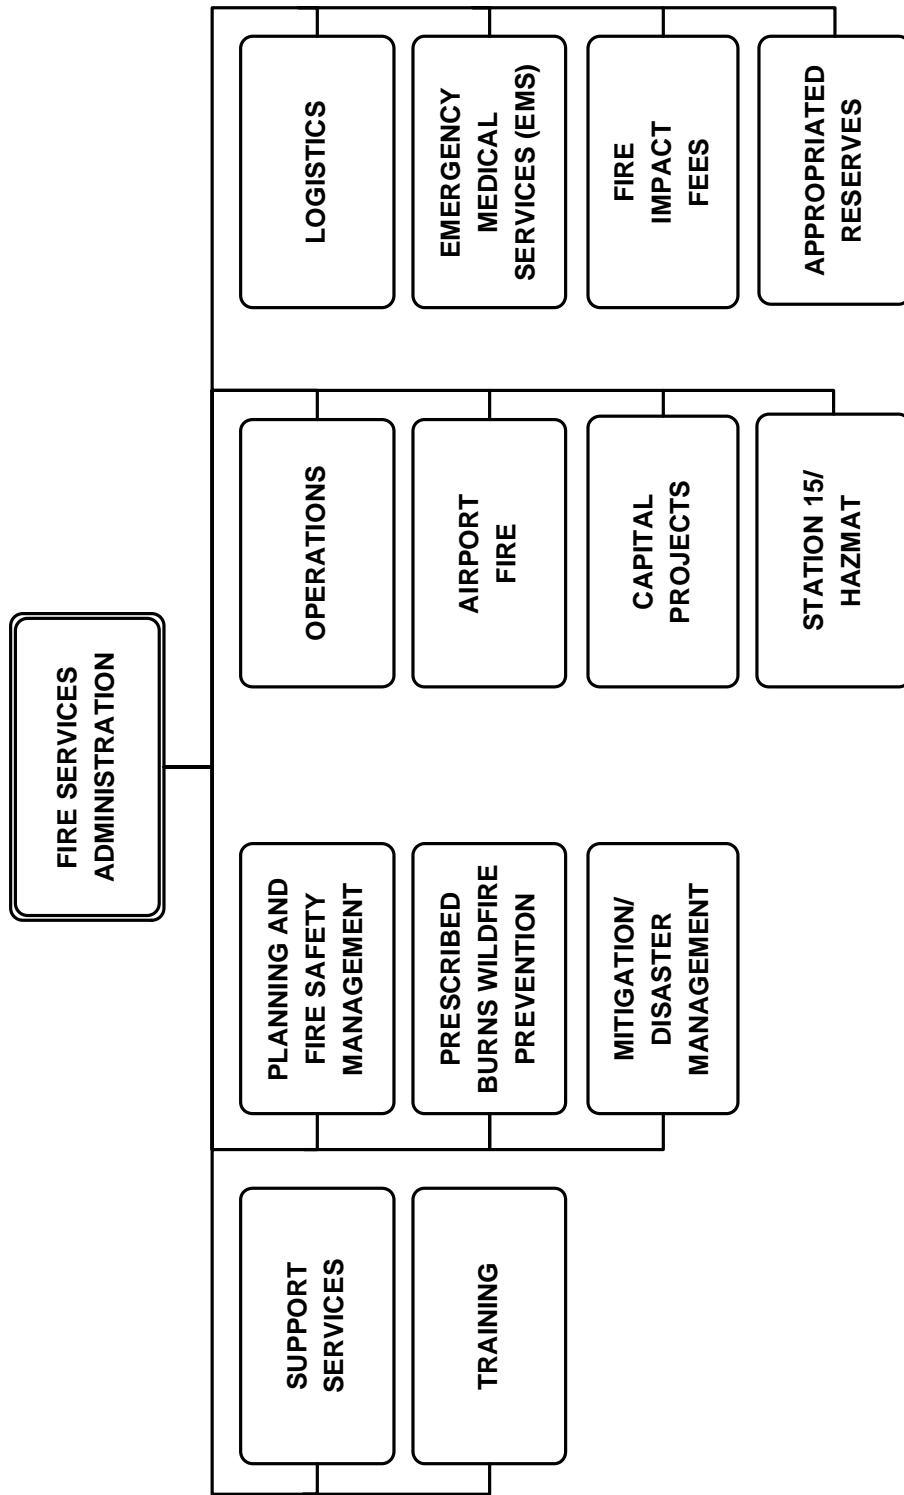 FIRE SERVICES
ADMINISTRATION
SUPPORT
SERVICES
TRAINING
PLANNING AND
FIRE SAFETY
MANAGEMENT
PRESCRIBED
BURNS WILDFIRE
PREVENTION
MITIGATION/
DISASTER
MANAGEMENT
OPERATIONS
AIRPORT
FIRE
CAPITAL
PROJECTS
STATION 15/
HAZMAT
LOGISTICS
EMERGENCY
MEDICAL
SERVICES (EMS)
FIRE
IMPACT
FEES
APPROPRIATED
RESERVES